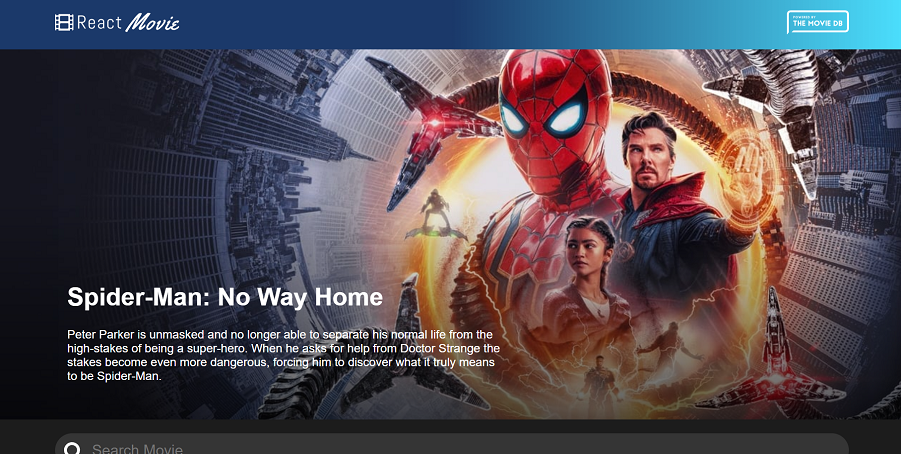 React Movie
POWERED BY
THE MOVIE DB
Spider-Man: No Way Home
Peter Parker is unmasked and no longer able to separate his normal life from the
high-stakes of being a super-hero. When he asks for help from Doctor Strange the
stakes become even more dangerous, forcing him to discover what it truly means
to be Spider-Man.
Search Movie